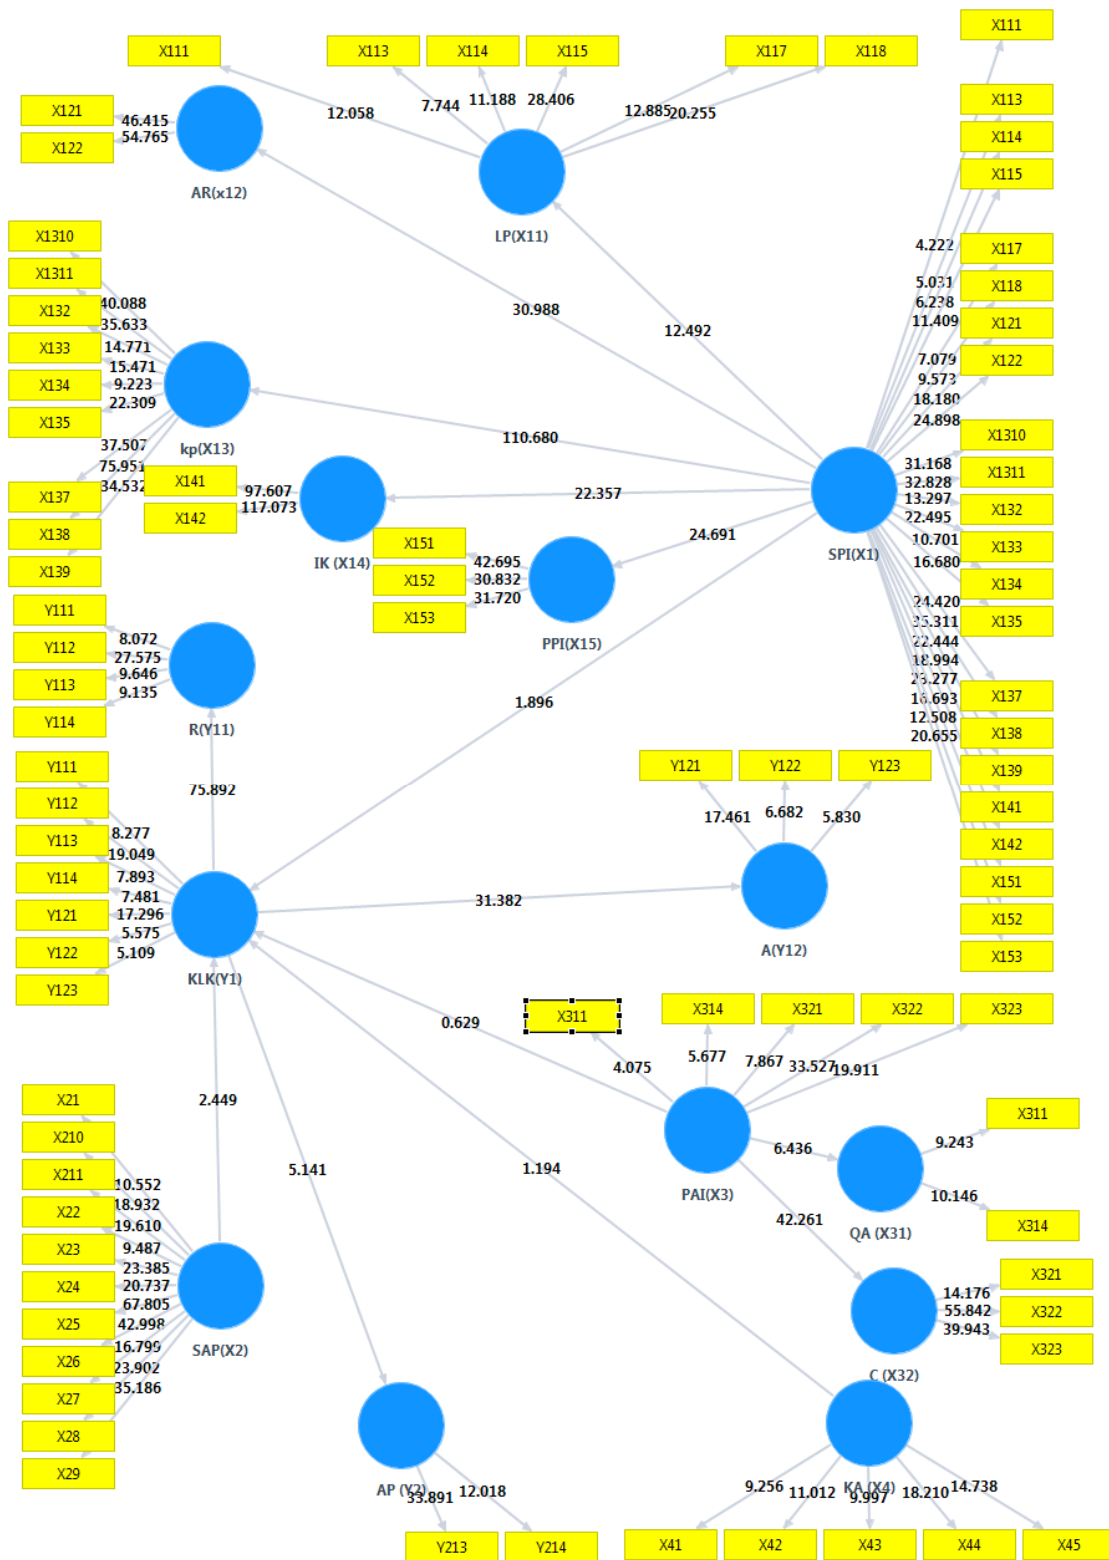 X111
X111
X113
X114
X115
X117
X118
X121
46.415
12.058
7.744
11.188
28.406
12.885
20.255
X113
X122
54.765
X114
AR(x12)
X115
LP(X11)
X1310
4.222
X117
X1311
40.088
5.031
X118
X132
35.633
30.988
6.238
X133
14.771
12.492
11.409
X121
15.471
7.079
X122
X134
9.223
9.573
X135
22.309
18.180
kp(X13)
37.507
110.680
24.898
X1310
75.951
31.168
X1311
X137
34.532
X141
97.607
22.357
32.828
X138
X142
117.073
13.297
X132
X139
IK (X14)
X151
42.695
24.691
SPI(X1)
22.495
X133
X152
30.832
10.701
X134
X153
31.720
16.680
X135
Y111
8.072
PPI(X15)
24.420
Y112
27.575
35.311
Y113
9.646
22.444
Y114
9.135
18.994
R(Y11)
1.896
23.277
X137
Y111
12.508
X138
Y112
75.892
20.655
X139
Y113
8.277
Y121
Y122
Y123
X141
Y114
19.049
17.461
6.682
5.830
X142
Y121
7.893
X151
Y122
7.481
31.382
X152
Y123
17.296
X153
5.575
A(Y12)
5.109
KLK(Y1)
0.629
X311
X314
X321
X322
X323
4.075
5.677
7.867
33.527
19.911
X21
2.449
X311
X210
5.141
1.194
PAI(X3)
6.436
9.243
X211
10.552
42.261
10.146
X22
18.932
QA (X31)
X314
X23
19.610
X24
9.487
14.176
X321
X25
23.385
55.842
X322
X26
20.737
39.943
X323
X27
67.805
C (X32)
X28
42.998
X29
16.799
23.902
35.186
SAP(X2)
AP (Y2)
33.891
12.018
9.256
11.012
9.997
KA (X4)
18.210
14.738
Y213
Y214
X41
X42
X43
X44
X45